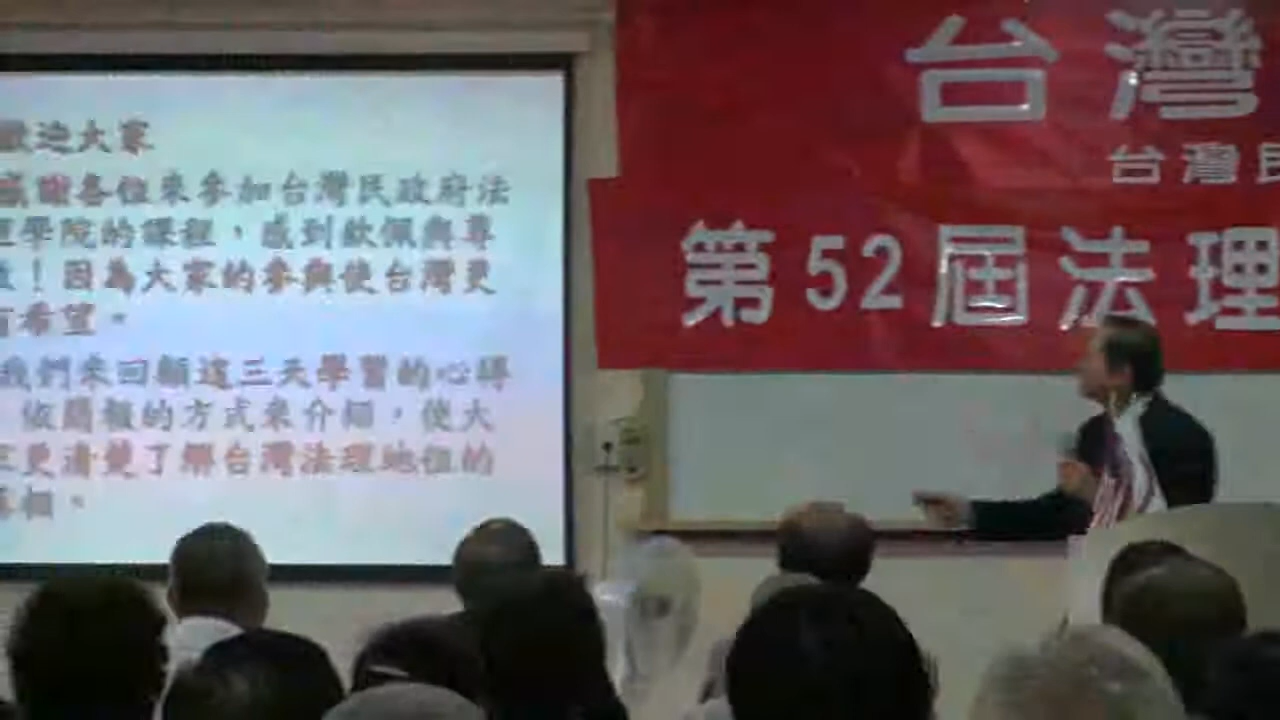 歡迎大家
感謝各位來參加台灣民政府法
理學院的課程，感到欽佩與尊
敬！因為大家的參與使台灣更
有希望。
我們來回顧這三天學習的心得
依簡報的方式來介紹，使大
家更清楚了解台灣法理地位的
真相。
台灣
台灣民
第52屆法理